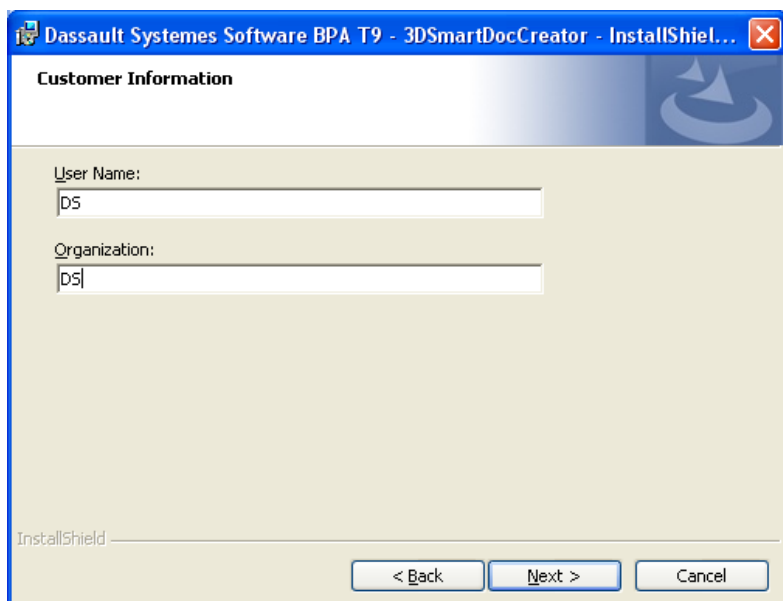 Dassault Systemes Software BPA T9 - 3DSmartDocCreator - InstallShiel...
Customer Information
User Name:
DS
Organization:
DS
InstallShield
< Back Next > Cancel